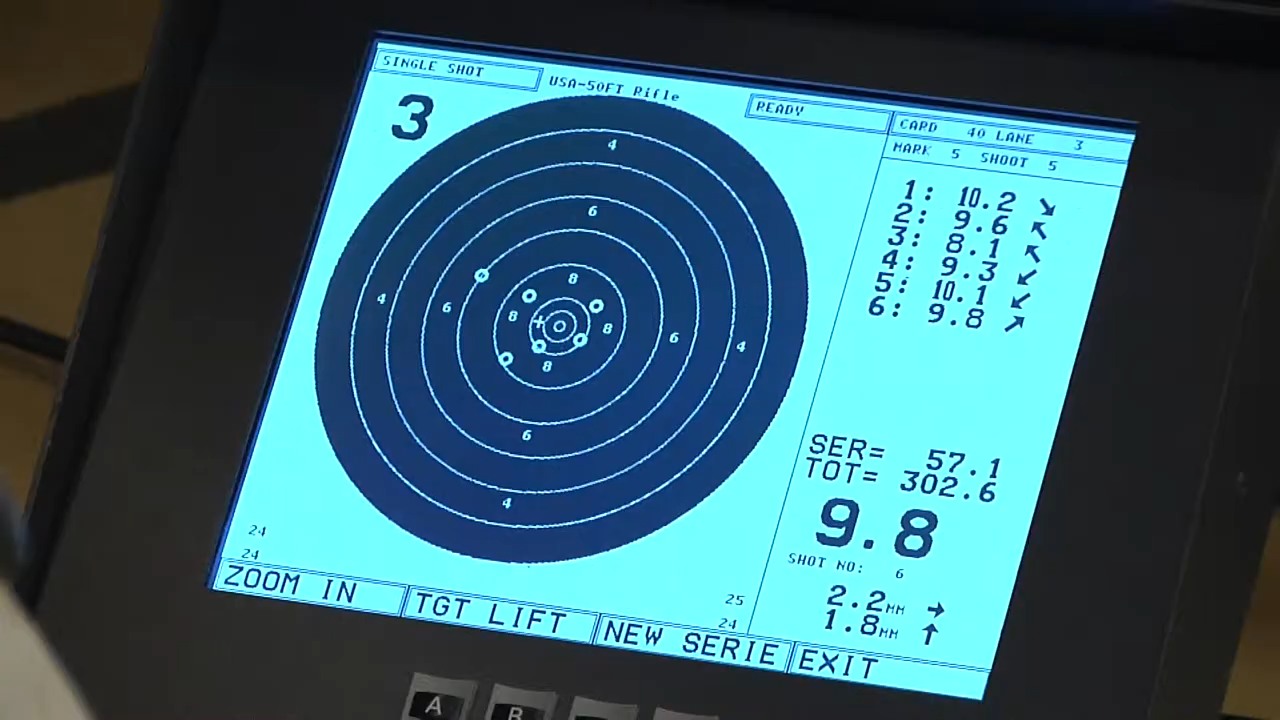 SINGLE SHOT
USA-50FT Rifle
READY
CARD 40 LANE 3
MARK 5 SHOOT 5
3
1: 10.2 ↘
2: 9.6 ↖
3: 8.1 ↖
4: 9.3 ↙
5: 10.1 ↙
6: 9.8 ↗
4
6
8
4 6 8 8 6 4
8
6
4
SER= 57.1
TOT= 302.6
9.8
SHOT NO: 6
2.2MM →
1.8MM ↑
24
24
25
24
ZOOM IN
TGT LIFT
NEW SERIE
EXIT
A
B